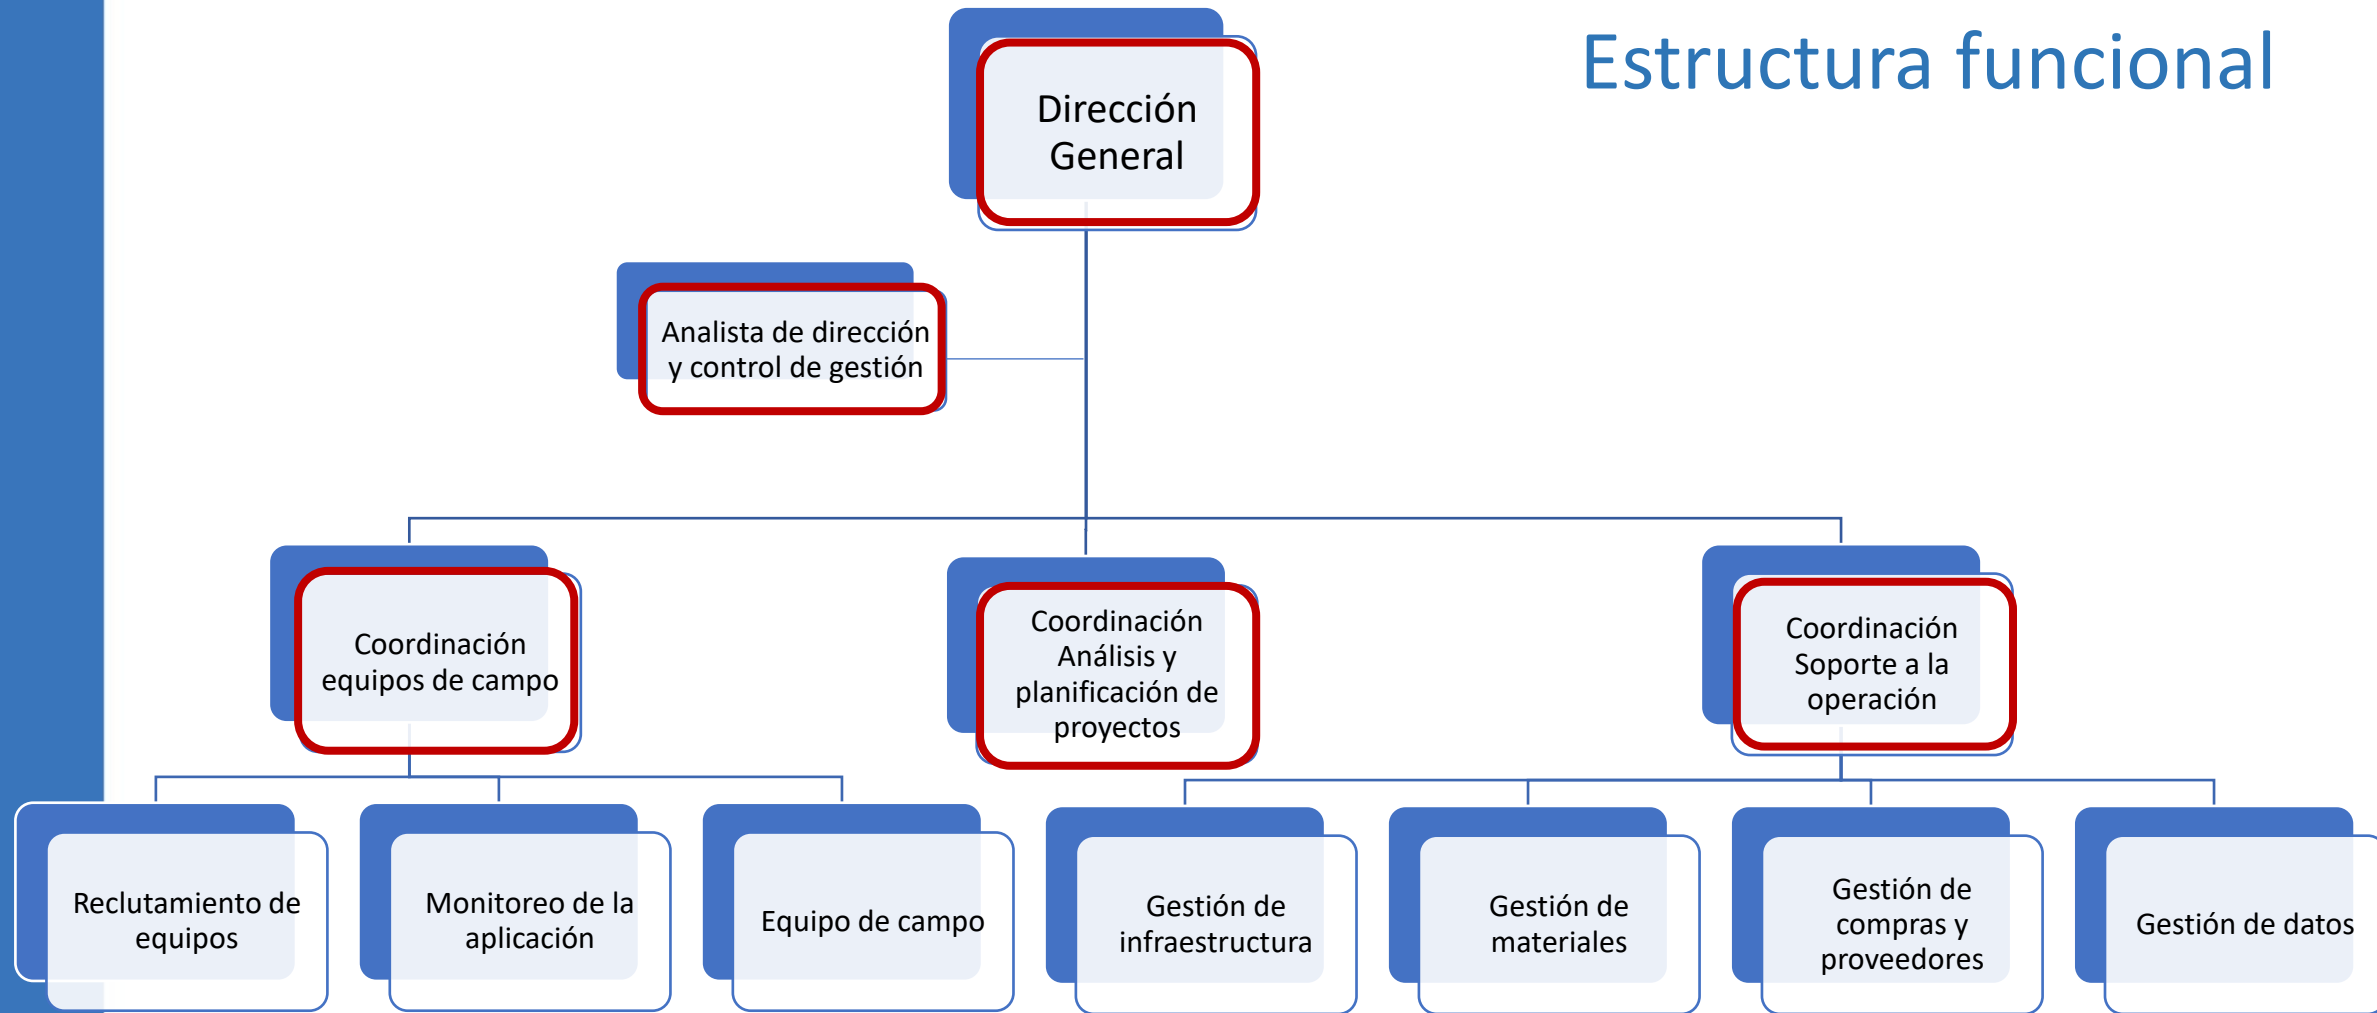 Estructura funcional
Dirección
General
Analista de dirección
y control de gestión
Coordinación
equipos de campo
Coordinación
Análisis y
planificación de
proyectos
Coordinación
Soporte a la
operación
Reclutamiento de
equipos
Monitoreo de la
aplicación
Equipo de campo
Gestión de
infraestructura
Gestión de
materiales
Gestión de
compras y
proveedores
Gestión de datos